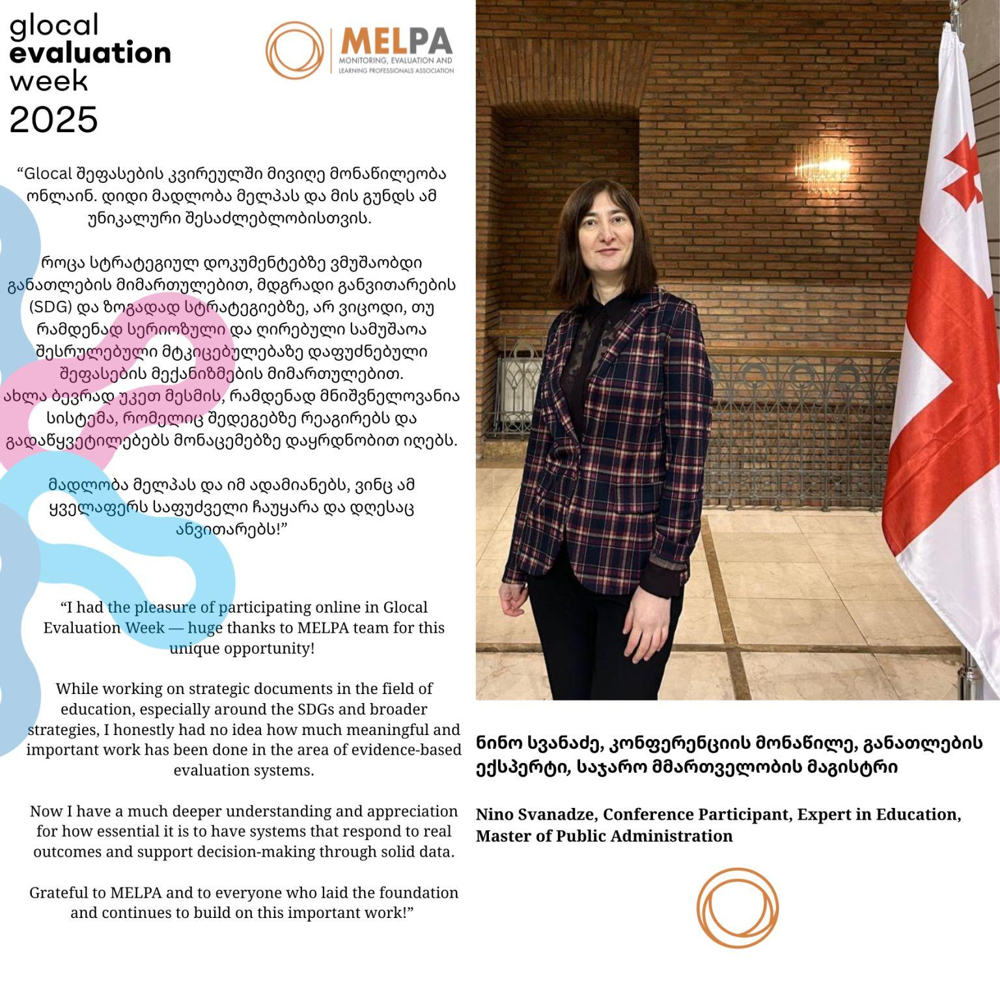 glocal
evaluation
week
2025
MELPA
MONITORING, EVALUATION AND
LEARNING PROFESSIONALS ASSOCIATION
“Glocal შეფასების კვირეულში მივიღე მონაწილეობა
ონლაინ. დიდი მადლობა მელპას და მის გუნდს ამ
უნიკალური შესაძლებლობისთვის.
როცა სტრატეგიულ დოკუმენტებზე ვმუშაობდი
განათლების მიმართულებით, მდგრადი განვითარების
(SDG) და ზოგადად სტრატეგიებზე, არ ვიცოდი, თუ
რამდენად სერიოზული და ღირებული სამუშაოა
შესრულებული მტკიცებულებაზე დაფუძნებული
შეფასების მექანიზმების მიმართულებით.
ახლა ბევრად უკეთ მესმის, რამდენად მნიშვნელოვანია
სისტემა, რომელიც შედეგებზე რეაგირებს და
გადაწყვეტილებებს მონაცემებზე დაყრდნობით იღებს.
მადლობა მელპას და იმ ადამიანებს, ვინც ამ
ყველაფერს საფუძველი ჩაუყარა და დღესაც
ანვითარებს!”
“I had the pleasure of participating online in Glocal
Evaluation Week — huge thanks to MELPA team for this
unique opportunity!
While working on strategic documents in the field of
education, especially around the SDGs and broader
strategies, I honestly had no idea how much meaningful and
important work has been done in the area of evidence-based
evaluation systems.
Now I have a much deeper understanding and appreciation
for how essential it is to have systems that respond to real
outcomes and support decision-making through solid data.
Grateful to MELPA and to everyone who laid the foundation
and continues to build on this important work!”
ნინო სვანაძე, კონფერენციის მონაწილე, განათლების
ექსპერტი, საჯარო მმართველობის მაგისტრი
Nino Svanadze, Conference Participant, Expert in Education,
Master of Public Administration